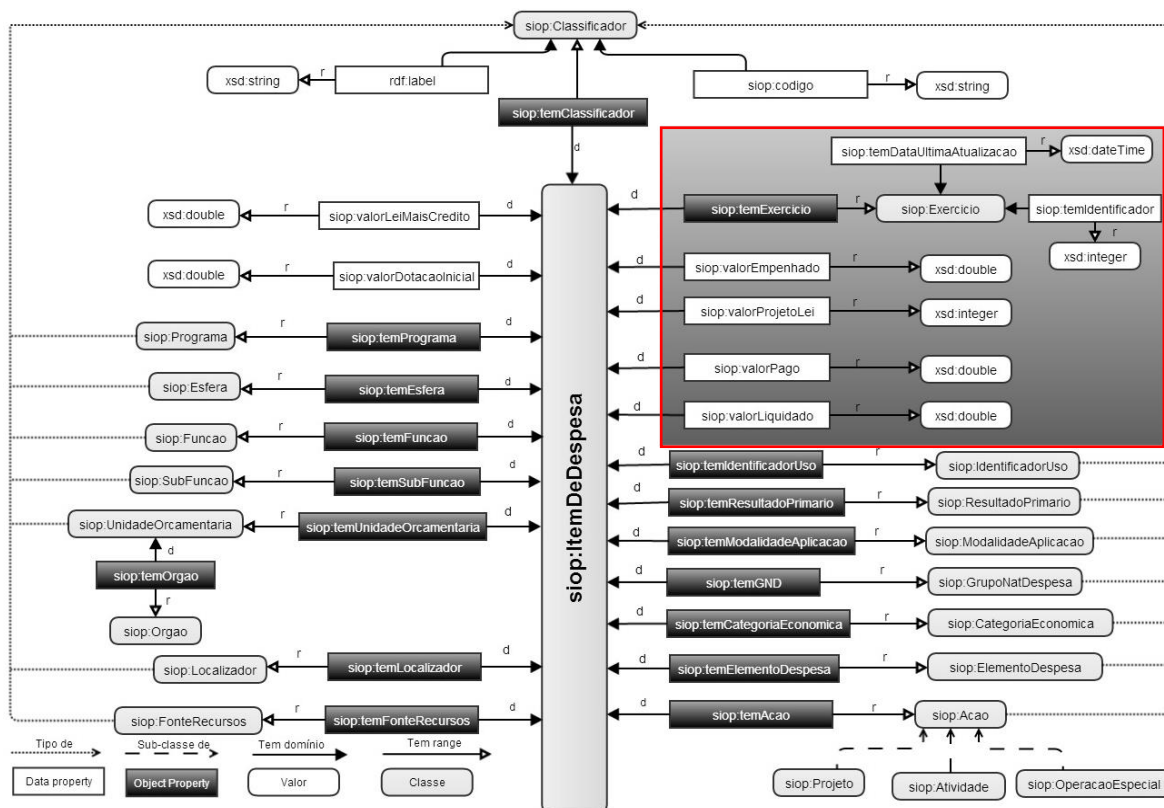 siop:Classificador
xsd:string
r
rdf:label
siop:codigo
r
xsd:string
siop:temClassificador
d
siop:temDataUltimaAtualizacao
r
xsd:dateTime
xsd:double
r
siop:valorLeiMaisCredito
d
d
siop:temExercicio
r
siop:Exercicio
siop:temIdentificador
r
xsd:integer
xsd:double
r
siop:valorDotacaoInicial
d
d
siop:valorEmpenhado
r
xsd:double
d
siop:valorProjetoLei
r
xsd:integer
siop:Programa
r
siop:temPrograma
d
d
siop:valorPago
r
xsd:double
siop:Esfera
r
siop:temEsfera
d
d
siop:valorLiquidado
r
xsd:double
siop:ItemDeDespesa
siop:Funcao
r
siop:temFuncao
d
d
siop:temIdentificadorUso
r
siop:IdentificadorUso
siop:SubFuncao
r
siop:temSubFuncao
d
d
siop:temResultadoPrimario
r
siop:ResultadoPrimario
siop:UnidadeOrcamentaria
r
siop:temUnidadeOrcamentaria
d
d
siop:temModalidadeAplicacao
r
siop:ModalidadeAplicacao
d
siop:temOrgao
r
siop:Orgao
d
siop:temGND
r
siop:GrupoNatDespesa
d
siop:temCategoriaEconomica
r
siop:CategoriaEconomica
siop:Localizador
r
siop:temLocalizador
d
d
siop:temElementoDespesa
r
siop:ElementoDespesa
siop:FonteRecursos
r
siop:temFonteRecursos
d
d
siop:temAcao
r
siop:Acao
siop:Projeto
siop:Atividade
siop:OperacaoEspecial
Tipo de
Sub-classe de
Tem domínio
Tem range
Data property
Object Property
Valor
Classe